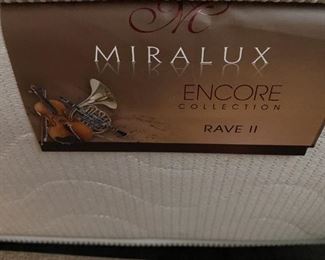 M
MIRALUX
ENCORE
COLLECTION
RAVE II